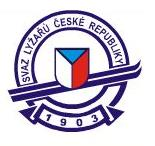 SVAZ LYŽAŘŮ ČESKÉ REPUBLIKY
1903